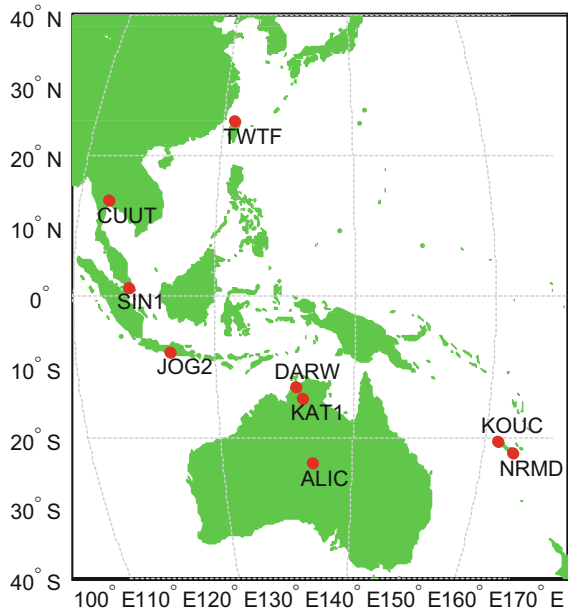 40° N
30° N
TWTF
20° N
CUUT
10° N
SIN1
0°
JOG2
DARW
10° S
KAT1
KOUC
20° S
ALIC
NRMD
30° S
40° S
100° E110° E120° E130° E140° E150° E160° E170° E